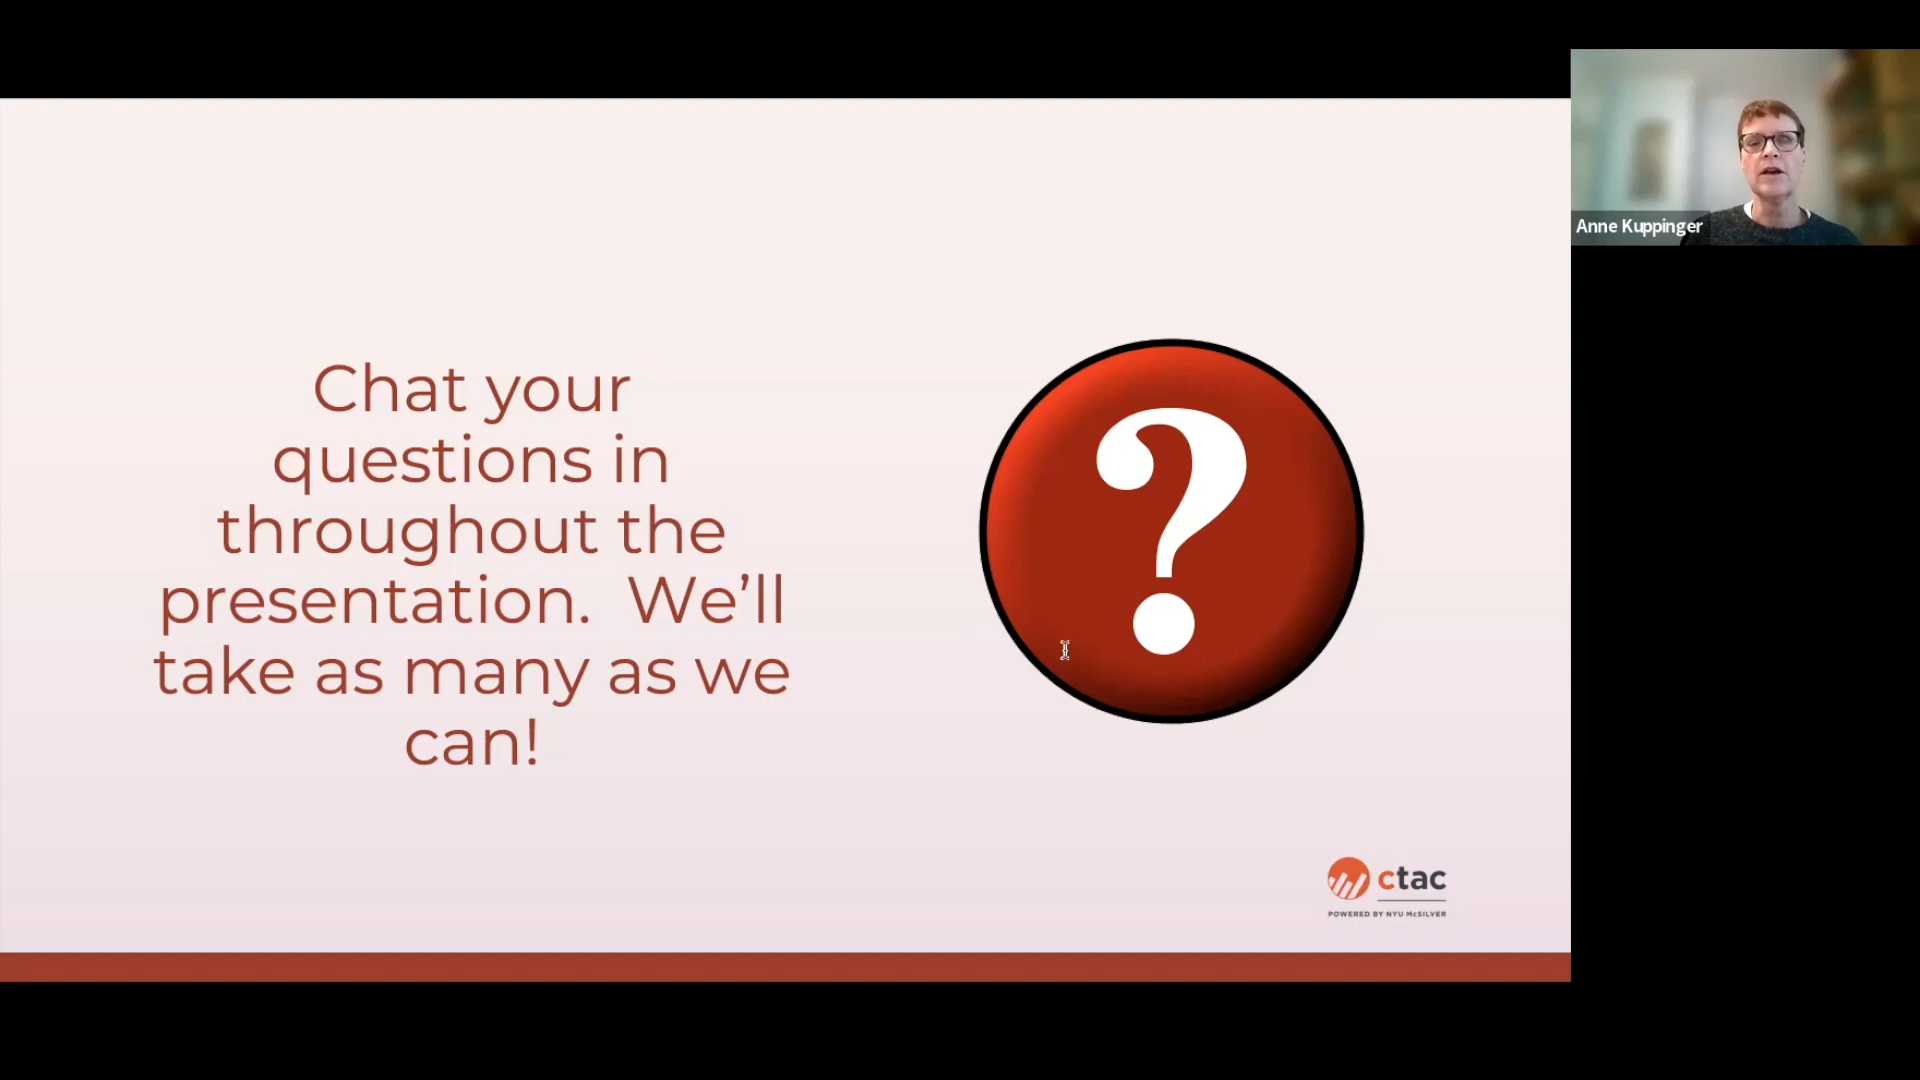 Chat your
questions in
throughout the
presentation.  We’ll
take as many as we
can!
?
ctac
POWERED BY NYU McSILVER
Anne Kuppinger